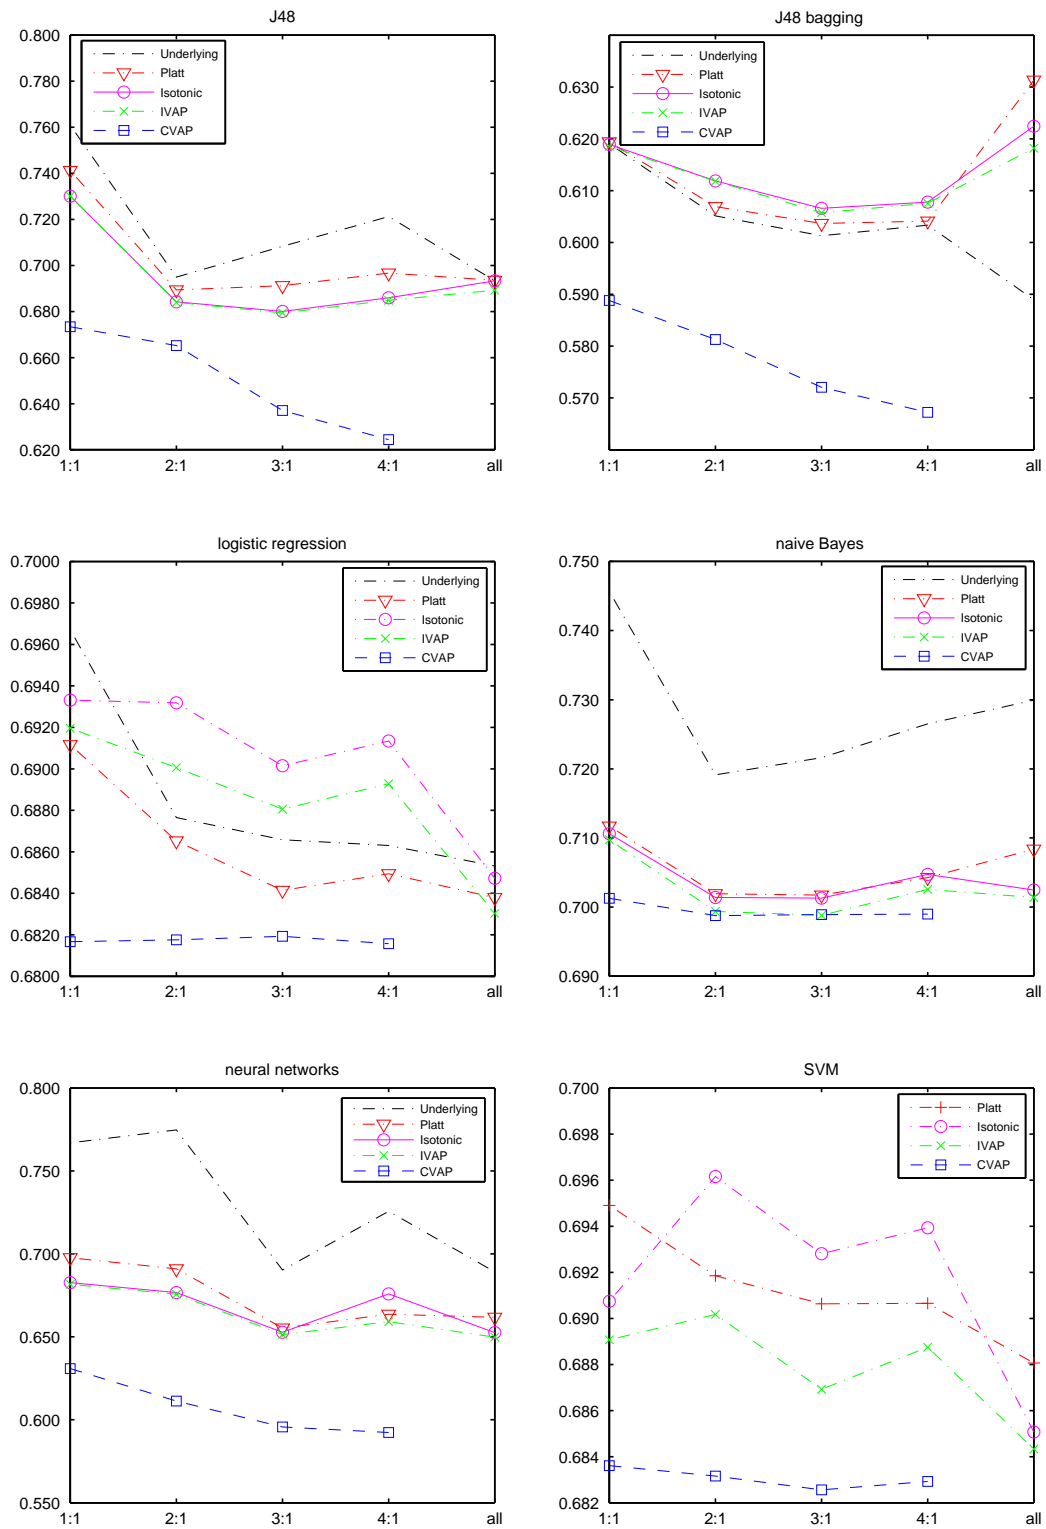 J48
0.800
0.780
0.760
0.740
0.720
0.700
0.680
0.660
0.640
0.620
1:1
2:1
3:1
4:1
all
Underlying
Platt
Isotonic
IVAP
CVAP
J48 bagging
0.630
0.620
0.610
0.600
0.590
0.580
0.570
1:1
2:1
3:1
4:1
all
Underlying
Platt
Isotonic
IVAP
CVAP
logistic regression
0.7000
0.6980
0.6960
0.6940
0.6920
0.6900
0.6880
0.6860
0.6840
0.6820
0.6800
1:1
2:1
3:1
4:1
all
Underlying
Platt
Isotonic
IVAP
CVAP
naive Bayes
0.750
0.740
0.730
0.720
0.710
0.700
0.690
1:1
2:1
3:1
4:1
all
Underlying
Platt
Isotonic
IVAP
CVAP
neural networks
0.800
0.750
0.700
0.650
0.600
0.550
1:1
2:1
3:1
4:1
all
Underlying
Platt
Isotonic
IVAP
CVAP
SVM
0.700
0.698
0.696
0.694
0.692
0.690
0.688
0.686
0.684
0.682
1:1
2:1
3:1
4:1
all
Platt
Isotonic
IVAP
CVAP